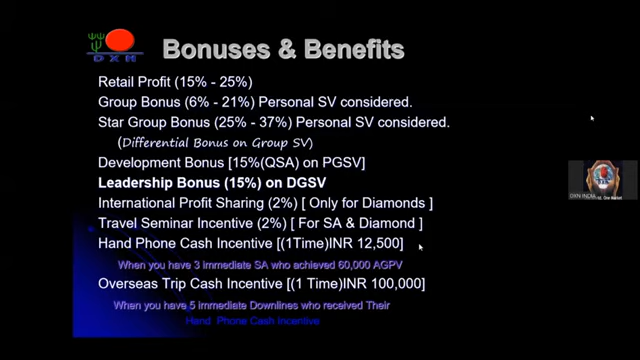 DXN
Bonuses & Benefits
Retail Profit (15% - 25%)
Group Bonus (6% - 21%) Personal SV considered.
Star Group Bonus (25% - 37%) Personal SV considered.
(Differential Bonus on Group SV)
Development Bonus [15%(QSA) on PGSV]
Leadership Bonus (15%) on DGSV
International Profit Sharing (2%) [ Only for Diamonds ]
Travel Seminar Incentive (2%) [ For SA & Diamond ]
Hand Phone Cash Incentive [(1Time)INR 12,500]
When you have 3 immediate SA who achieved 60,000 AGPV
Overseas Trip Cash Incentive [(1 Time)INR 100,000]
When you have 5 immediate Downlines who received Their
Hand Phone Cash Incentive
DXN INDIA